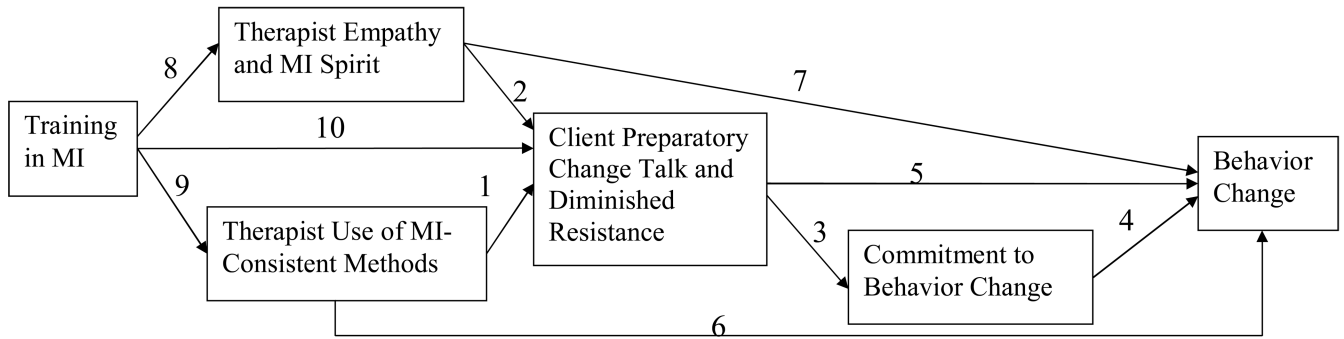 Therapist Empathy
and MI Spirit
8
7
2
Training
in MI
10
Client Preparatory
Change Talk and
Diminished
Resistance
Behavior
Change
5
9
1
Therapist Use of MI-
Consistent Methods
3
4
Commitment to
Behavior Change
6